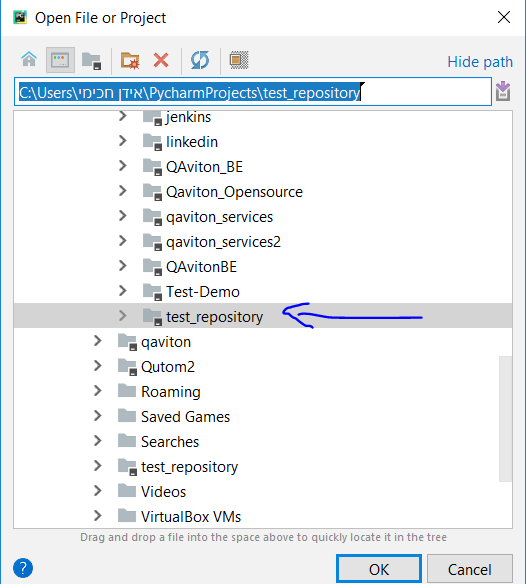 Open File or Project
Hide path
C:\Users\אידן חכימי\PycharmProjects\test_repository
jenkins
linkedin
QAviton_BE
Qaviton_Opensource
qaviton_services
qaviton_services2
QAvitonBE
Test-Demo
test_repository
qaviton
Qutom2
Roaming
Saved Games
Searches
test_repository
Videos
VirtualBox VMs
Drag and drop a file into the space above to quickly locate it in the tree
?
OK
Cancel